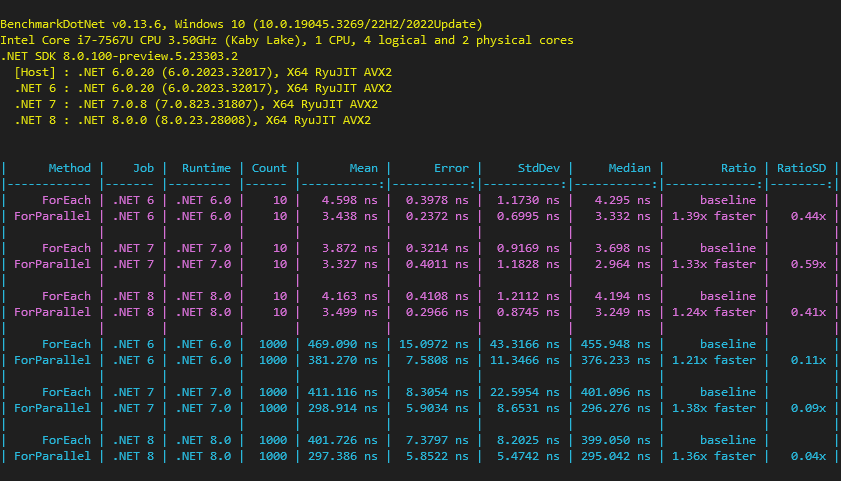 BenchmarkDotNet v0.13.6, Windows 10 (10.0.19045.3269/22H2/2022Update)
Intel Core i7-7567U CPU 3.50GHz (Kaby Lake), 1 CPU, 4 logical and 2 physical cores
.NET SDK 8.0.100-preview.5.23303.2
  [Host] : .NET 6.0.20 (6.0.2023.32017), X64 RyuJIT AVX2
  .NET 6 : .NET 6.0.20 (6.0.2023.32017), X64 RyuJIT AVX2
  .NET 7 : .NET 7.0.8 (7.0.823.31807), X64 RyuJIT AVX2
  .NET 8 : .NET 8.0.0 (8.0.23.28008), X64 RyuJIT AVX2
|      Method |    Job |  Runtime | Count |       Mean |      Error |     StdDev |     Median |        Ratio | RatioSD |
|------------ |------- |--------- |------ |-----------:|-----------:|-----------:|-----------:|-------------:|--------:|
|     ForEach | .NET 6 | .NET 6.0 |    10 |   4.598 ns |  0.3978 ns |  1.1730 ns |   4.295 ns |     baseline |         |
| ForParallel | .NET 6 | .NET 6.0 |    10 |   3.438 ns |  0.2372 ns |  0.6995 ns |   3.332 ns | 1.39x faster |   0.44x |
|             |        |          |       |            |            |            |            |              |         |
|     ForEach | .NET 7 | .NET 7.0 |    10 |   3.872 ns |  0.3214 ns |  0.9169 ns |   3.698 ns |     baseline |         |
| ForParallel | .NET 7 | .NET 7.0 |    10 |   3.327 ns |  0.4011 ns |  1.1828 ns |   2.964 ns | 1.33x faster |   0.59x |
|             |        |          |       |            |            |            |            |              |         |
|     ForEach | .NET 8 | .NET 8.0 |    10 |   4.163 ns |  0.4108 ns |  1.2112 ns |   4.194 ns |     baseline |         |
| ForParallel | .NET 8 | .NET 8.0 |    10 |   3.499 ns |  0.2966 ns |  0.8745 ns |   3.249 ns | 1.24x faster |   0.41x |
|             |        |          |       |            |            |            |            |              |         |
|     ForEach | .NET 6 | .NET 6.0 |  1000 | 469.090 ns | 15.0972 ns | 43.3166 ns | 455.948 ns |     baseline |         |
| ForParallel | .NET 6 | .NET 6.0 |  1000 | 381.270 ns |  7.5808 ns | 11.3466 ns | 376.233 ns | 1.21x faster |   0.11x |
|             |        |          |       |            |            |            |            |              |         |
|     ForEach | .NET 7 | .NET 7.0 |  1000 | 411.116 ns |  8.3054 ns | 22.5954 ns | 401.096 ns |     baseline |         |
| ForParallel | .NET 7 | .NET 7.0 |  1000 | 298.914 ns |  5.9034 ns |  8.6531 ns | 296.276 ns | 1.38x faster |   0.09x |
|             |        |          |       |            |            |            |            |              |         |
|     ForEach | .NET 8 | .NET 8.0 |  1000 | 401.726 ns |  7.3797 ns |  8.2025 ns | 399.050 ns |     baseline |         |
| ForParallel | .NET 8 | .NET 8.0 |  1000 | 297.386 ns |  5.8522 ns |  5.4742 ns | 295.042 ns | 1.36x faster |   0.04x |